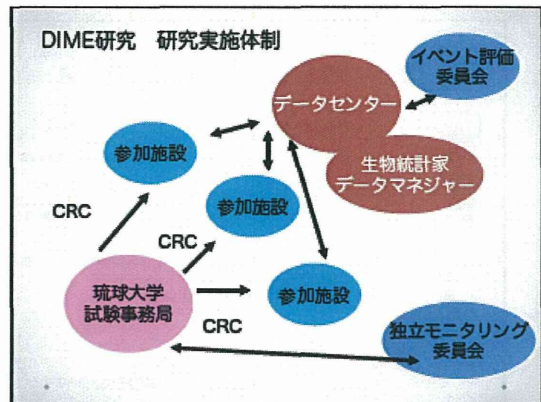 DIME研究 研究実施体制
イベント評価
委員会
データセンター
参加施設
生物統計家
データマネジャー
CRC
参加施設
CRC
琉球大学
試験事務局
参加施設
CRC
独立モニタリング
委員会